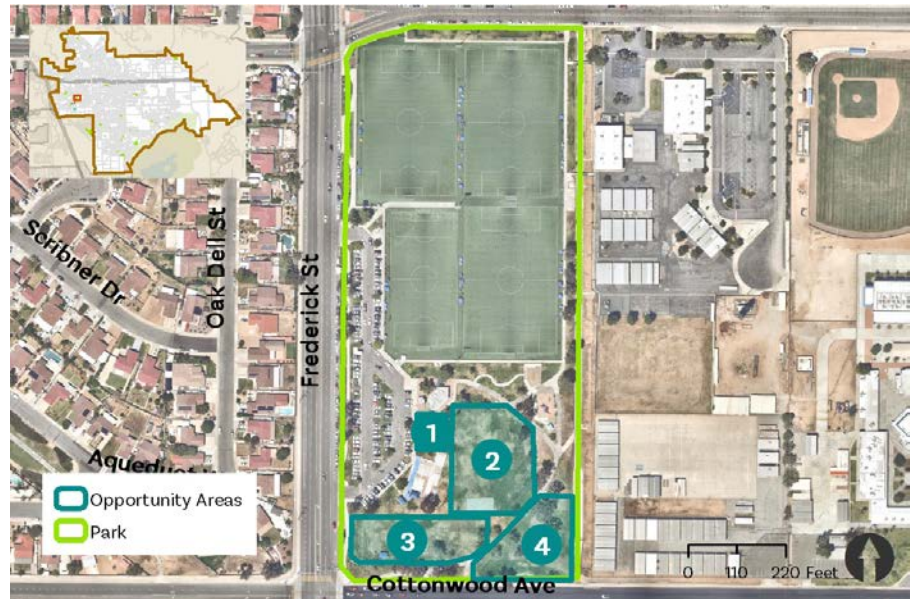 Scribner Dr
Oak Dell St
Frederick St
Aqueduct
1
2
3
4
Opportunity Areas
Park
Cottonwood Ave
0 110 220 Feet